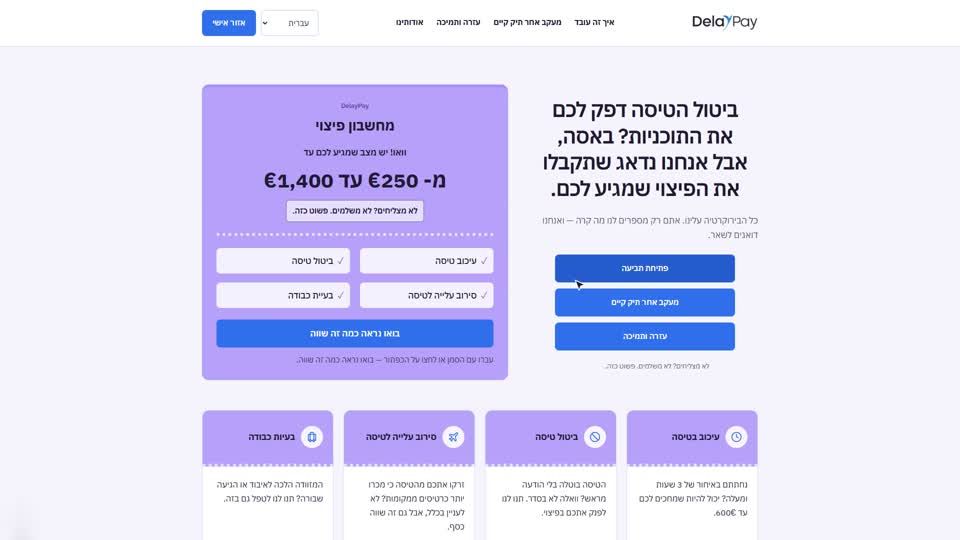 DelayPay
איך זה עובד
מעקב אחר תיק קיים
עזרה ותמיכה
אודותינו
עברית
אזור אישי
ביטול הטיסה דפק לכם
את התוכניות? באסה,
אבל אנחנו נדאג שתקבלו
את הפיצוי שמגיע לכם.
כל הבירוקרטיה עלינו. אתם רק מספרים לנו מה קרה — ואנחנו
דואגים לשאר.
פתיחת תביעה
מעקב אחר תיק קיים
עזרה ותמיכה
לא מצליחים? לא משלמים. פשוט כזה.
DelayPay
מחשבון פיצוי
וואו! יש מצב שמגיע לכם עד
מ- €250 עד €1,400
לא מצליחים? לא משלמים. פשוט כזה.
✓ עיכוב טיסה
✓ ביטול טיסה
✓ סירוב עלייה לטיסה
✓ בעיית כבודה
בואו נראה כמה זה שווה
עברו עם הסמן או לחצו על הכפתור — בואו נראה כמה זה שווה.
עיכוב בטיסה
נחתתם באיחור של 3 שעות
ומעלה? יכול להיות שמחכים לכם
עד 600€.
ביטול טיסה
הטיסה בוטלה בלי הודעה
מראש? וואלה לא בסדר. תנו לנו
לפנק אתכם בפיצוי.
סירוב עלייה לטיסה
זרקו אתכם מהטיסה כי מכרו
יותר כרטיסים ממקומות? לא
לעניין בכלל, אבל גם זה שווה
כסף.
בעיות כבודה
המזוודה הלכה לאיבוד או הגיעה
שבורה? תנו לנו לטפל גם בזה.